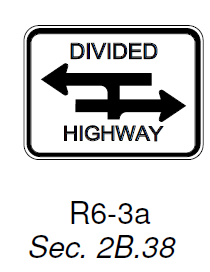 DIVIDED
HIGHWAY
R6-3a
Sec. 2B.38